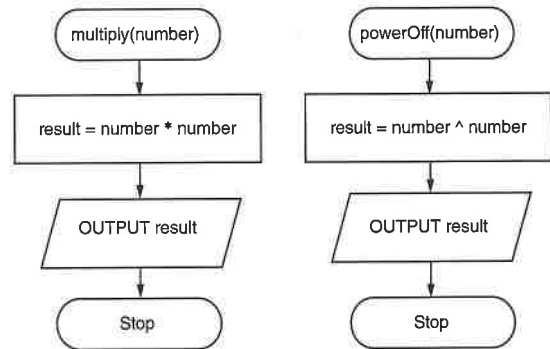 multiply(number)
result = number * number
OUTPUT result
Stop
powerOff(number)
result = number ^ number
OUTPUT result
Stop